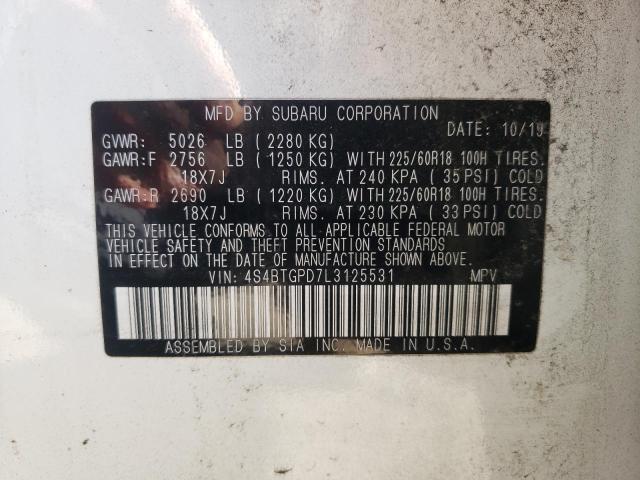 MFD BY SUBARU CORPORATION
DATE: 10/19
GVWR: 5026 LB (2280 KG)
GAWR:F 2756 LB (1250 KG) WITH 225/60R18 100H TIRES.
18X7J RIMS. AT 240 KPA (35 PSI) COLD
GAWR:R 2690 LB (1220 KG) WITH 225/60R18 100H TIRES.
18X7J RIMS. AT 230 KPA (33 PSI) COLD
THIS VEHICLE CONFORMS TO ALL APPLICABLE FEDERAL MOTOR
VEHICLE SAFETY AND THEFT PREVENTION STANDARDS
IN EFFECT ON DATE OF MANUFACTURE SHOWN ABOVE.
VIN: 4S4BTGPD7L3125531 MPV
ASSEMBLED BY SIA INC. MADE IN U.S.A.